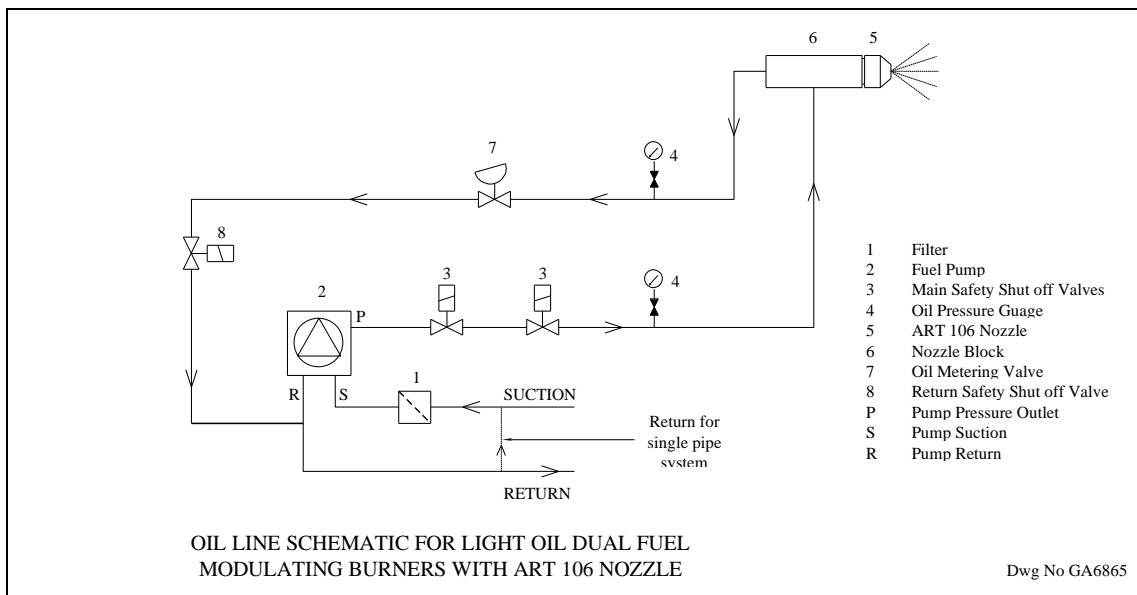 6
5
7
4
8
3
3
4
2
P
1
R
S
SUCTION
Return for
single pipe
system
RETURN
1 Filter
2 Fuel Pump
3 Main Safety Shut off Valves
4 Oil Pressure Guage
5 ART 106 Nozzle
6 Nozzle Block
7 Oil Metering Valve
8 Return Safety Shut off Valve
P Pump Pressure Outlet
S Pump Suction
R Pump Return
OIL LINE SCHEMATIC FOR LIGHT OIL DUAL FUEL
MODULATING BURNERS WITH ART 106 NOZZLE
Dwg No GA6865